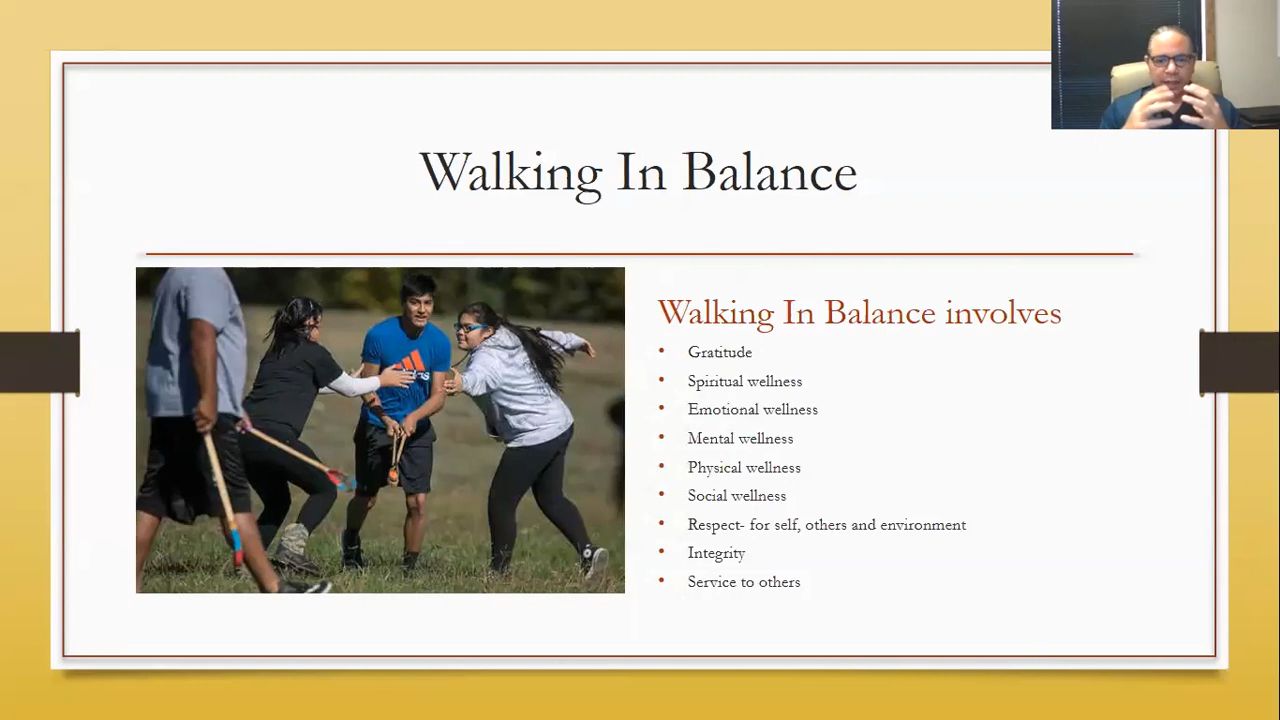 Walking In Balance
adidas
Walking In Balance involves
• Gratitude
• Spiritual wellness
• Emotional wellness
• Mental wellness
• Physical wellness
• Social wellness
• Respect- for self, others and environment
• Integrity
• Service to others